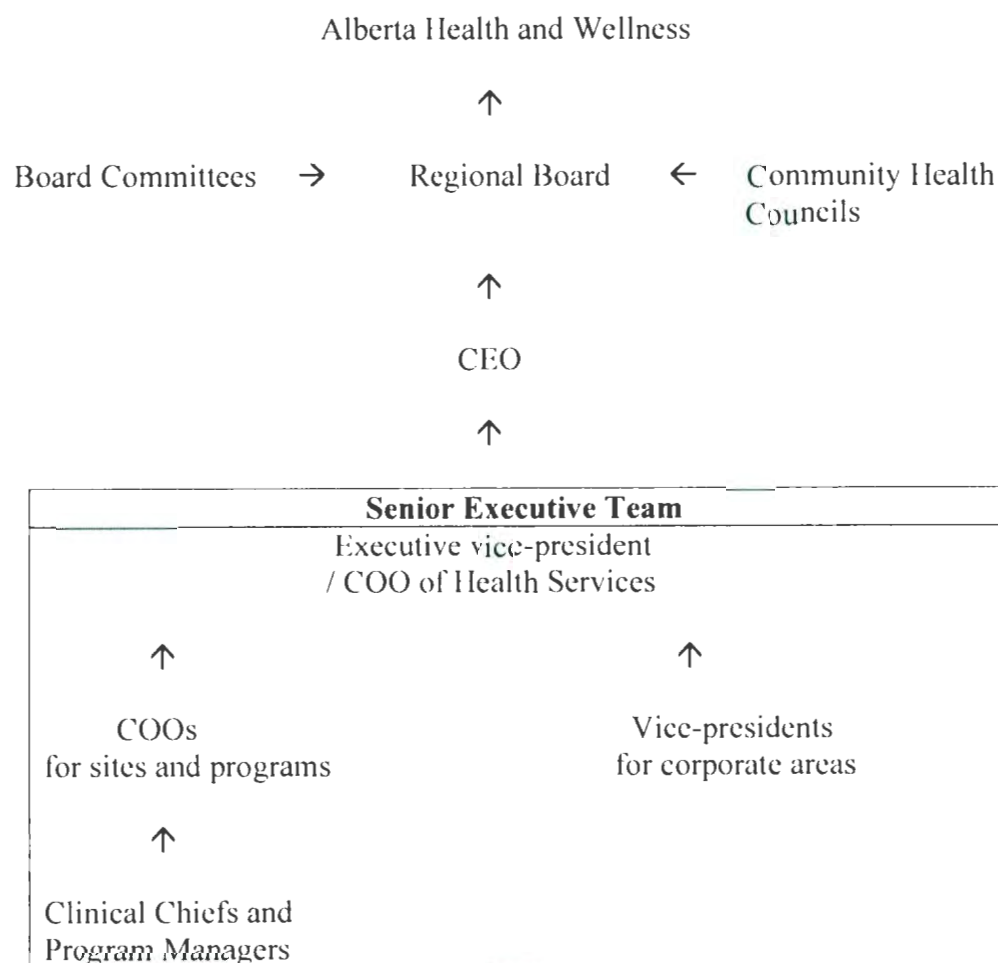 Alberta Health and Wellness
↑
Board Committees → Regional Board ← Community Health
Councils
↑
CEO
↑
Senior Executive Team
Executive vice-president
/ COO of Health Services
↑ ↑
COOs Vice-presidents
for sites and programs for corporate areas
↑
Clinical Chiefs and
Program Managers